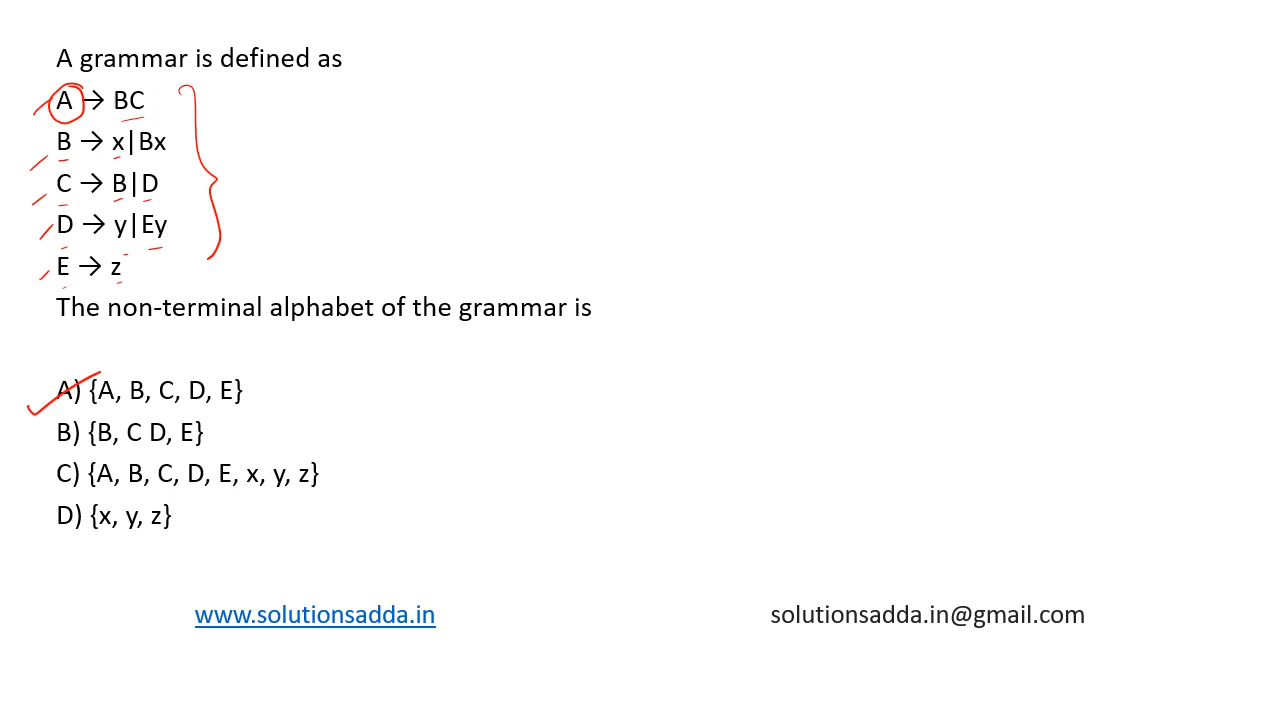 A grammar is defined as
A → BC
B → x|Bx
C → B|D
D → y|Ey
E → z
The non-terminal alphabet of the grammar is
A) {A, B, C, D, E}
B) {B, C D, E}
C) {A, B, C, D, E, x, y, z}
D) {x, y, z}
www.solutionsadda.in solutionsadda.in@gmail.com